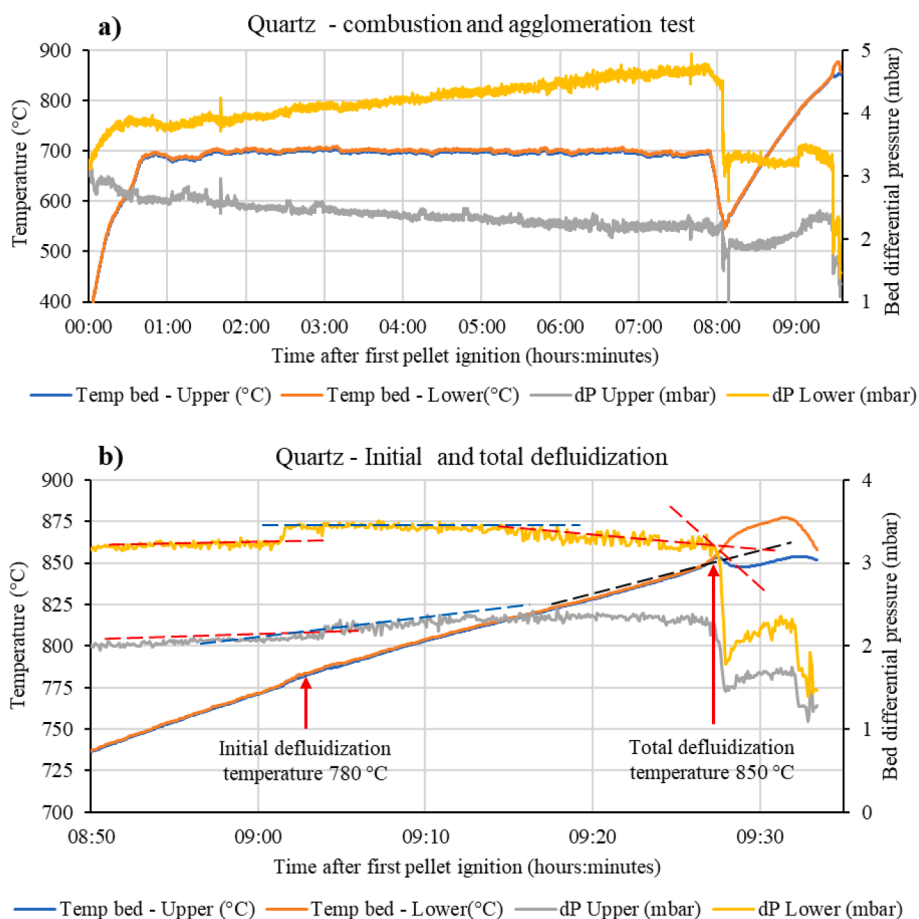 a)
Quartz - combustion and agglomeration test
900
800
700
600
500
400
Temperature (°C)
5
4
3
2
1
Bed differential pressure (mbar)
00:00 01:00 02:00 03:00 04:00 05:00 06:00 07:00 08:00 09:00
Time after first pellet ignition (hours:minutes)
Temp bed - Upper (°C) Temp bed - Lower(°C) dP Upper (mbar) dP Lower (mbar)
b)
Quartz - Initial and total defluidization
900
875
850
825
800
775
750
725
700
Temperature (°C)
4
3
2
1
0
Bed differential pressure (mbar)
Initial defluidization
temperature 780 °C
Total defluidization
temperature 850 °C
08:50 09:00 09:10 09:20 09:30
Time after first pellet ignition (hours:minutes)
Temp bed - Upper (°C) Temp bed - Lower(°C) dP Upper (mbar) dP Lower (mbar)